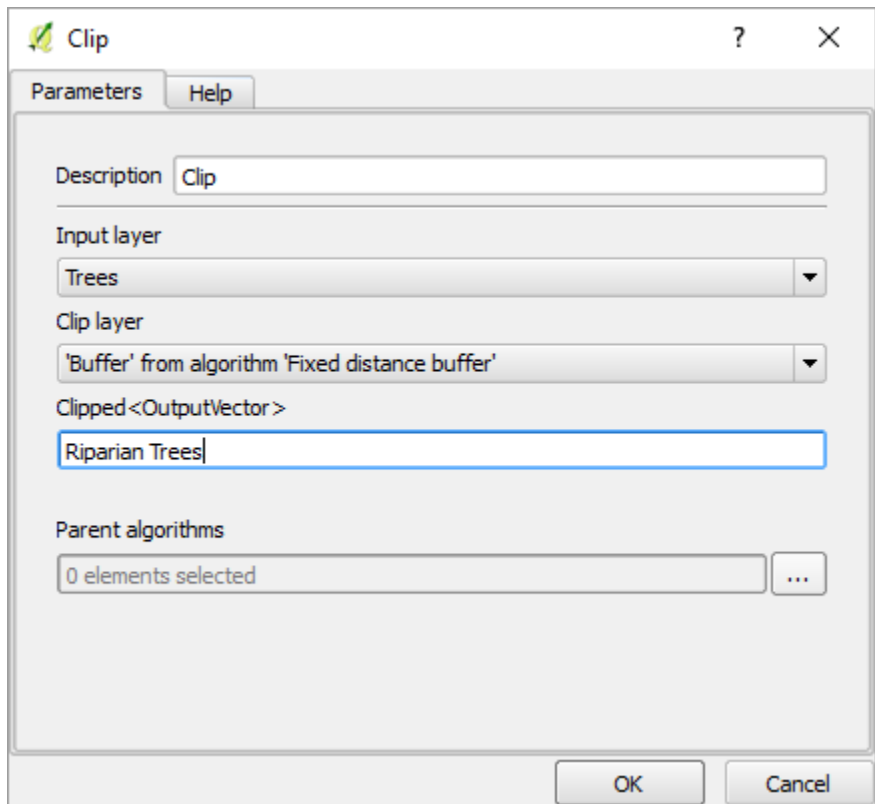 Clip
?
Parameters Help
Description Clip
Input layer
Trees
Clip layer
'Buffer' from algorithm 'Fixed distance buffer'
Clipped<OutputVector>
Riparian Trees
Parent algorithms
0 elements selected ...
OK Cancel